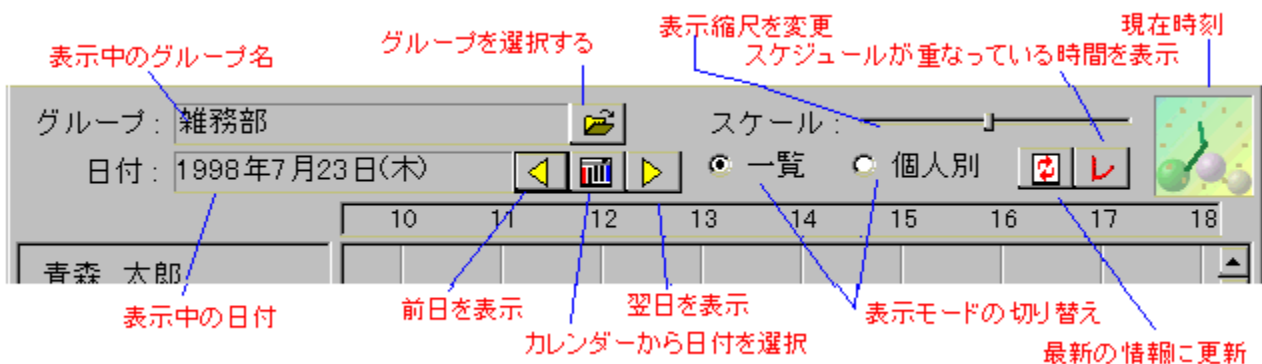 表示縮尺を変更
現在時刻
グループを選択する
表示中のグループ名
スケジュールが重なっている時間を表示
グループ: 雑務部
スケール:
日付: 1998年7月23日(木)
一覧
個人別
10 11 12 13 14 15 16 17 18
青森 太郎
前日を表示
翌日を表示
表示モードの切り替え
表示中の日付
カレンダーから日付を選択
最新の情報に更新